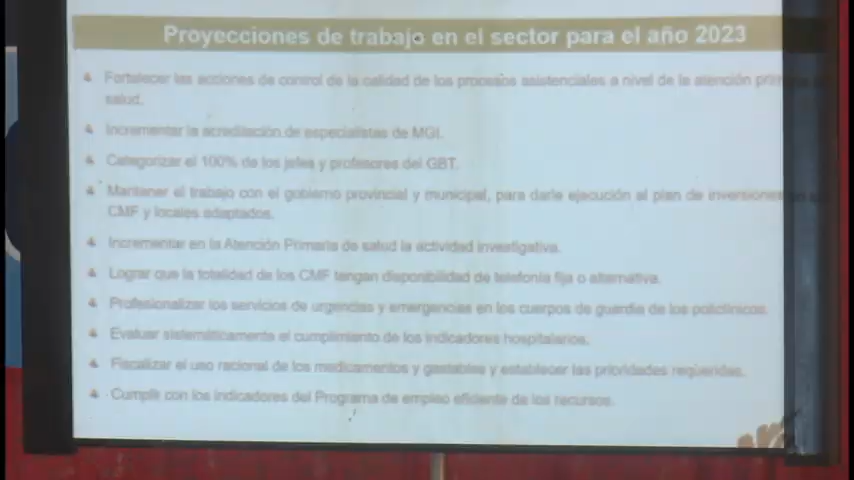 Proyecciones de trabajo en el sector para el año 2023
Fortalecer las acciones de control de la calidad de los procesos asistenciales a nivel de la atención
salud.
Incrementar la acreditación de especialistas de MGI.
Categorizar el 100% de los jefes y profesores del GBT.
Mantener el trabajo con el gobierno provincial y municipal, para darle ejecución al plan de inversiones
CMF y locales adaptados.
Incrementar en la Atención Primaria de salud la actividad investigativa.
Lograr que la totalidad de los CMF tengan disponibilidad de telefonía fija o alternativa.
Profesionalizar los servicios de urgencias y emergencias en los cuerpos de guardia de los policlínicos.
Evaluar sistemáticamente el cumplimiento de los indicadores hospitalarios.
Fiscalizar el uso racional de los medicamentos y gastables y establecer las prioridades requeridas.
Cumplir con los indicadores del Programa de empleo eficiente de los recursos.